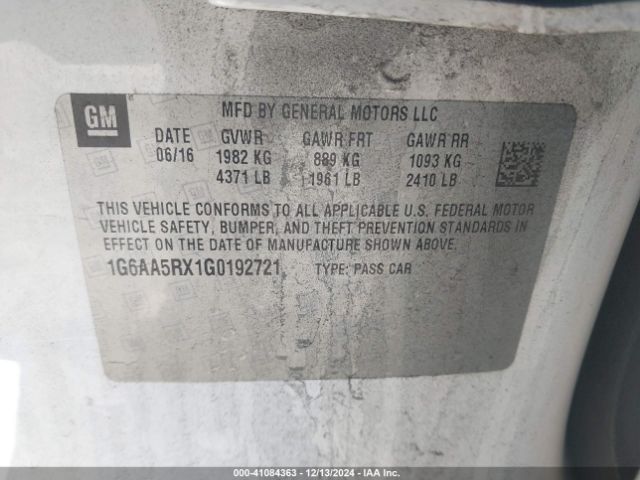 GM
MFD BY GENERAL MOTORS LLC
DATE GVWR GAWR FRT GAWR RR
06/16 1982 KG 889 KG 1093 KG
4371 LB 1961 LB 2410 LB
THIS VEHICLE CONFORMS TO ALL APPLICABLE U.S. FEDERAL MOTOR
VEHICLE SAFETY, BUMPER, AND THEFT PREVENTION STANDARDS IN
EFFECT ON THE DATE OF MANUFACTURE SHOWN ABOVE.
1G6AA5RX1G0192721 TYPE: PASS CAR
000-41084363 - 12/13/2024 - IAA Inc.